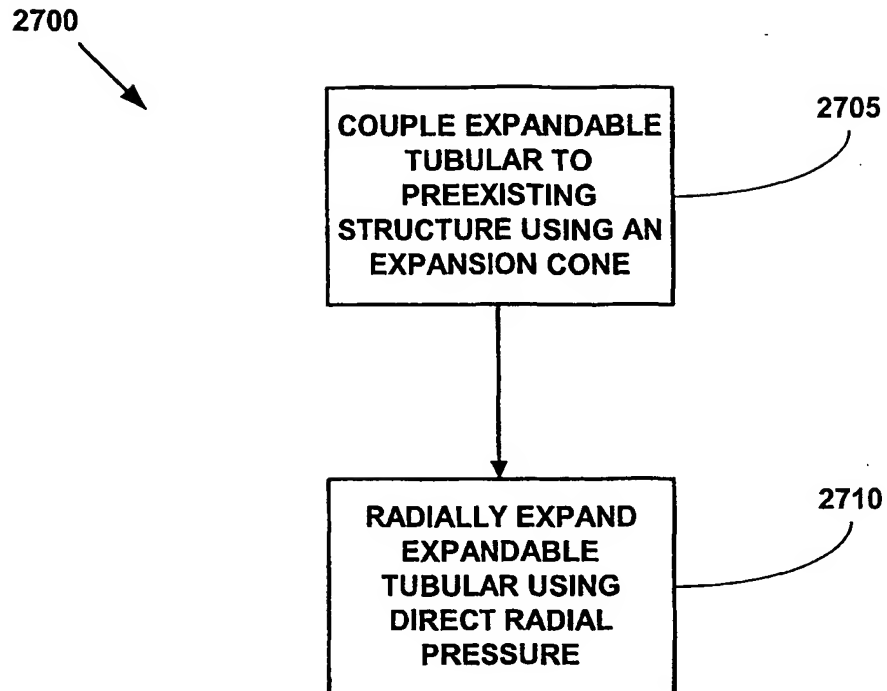 2700
2705
COUPLE EXPANDABLE
TUBULAR TO
PREEXISTING
STRUCTURE USING AN
EXPANSION CONE
2710
RADIALLY EXPAND
EXPANDABLE
TUBULAR USING
DIRECT RADIAL
PRESSURE